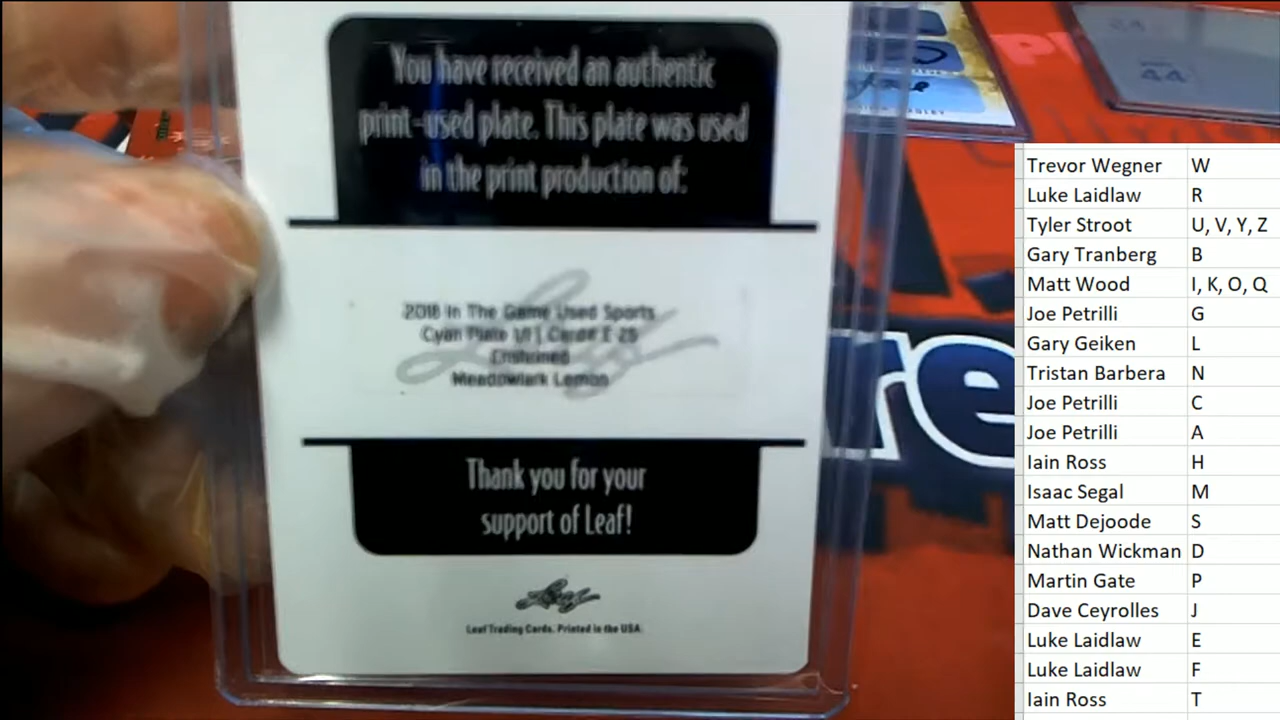 You have received an authentic
print-used plate. This plate was used
in the print production of:
2018 In The Game Used Sports
Cyan Plate 1/1 | Card# E-25
Enshrined
Meadowlark Lemon
Thank you for your
support of Leaf!
Leaf
Leaf Trading Cards. Printed in the USA.
44
re
Trevor Wegner W
Luke Laidlaw R
Tyler Stroot U, V, Y, Z
Gary Tranberg B
Matt Wood I, K, O, Q
Joe Petrilli G
Gary Geiken L
Tristan Barbera N
Joe Petrilli C
Joe Petrilli A
Iain Ross H
Isaac Segal M
Matt Dejoode S
Nathan Wickman D
Martin Gate P
Dave Ceyrolles J
Luke Laidlaw E
Luke Laidlaw F
Iain Ross T